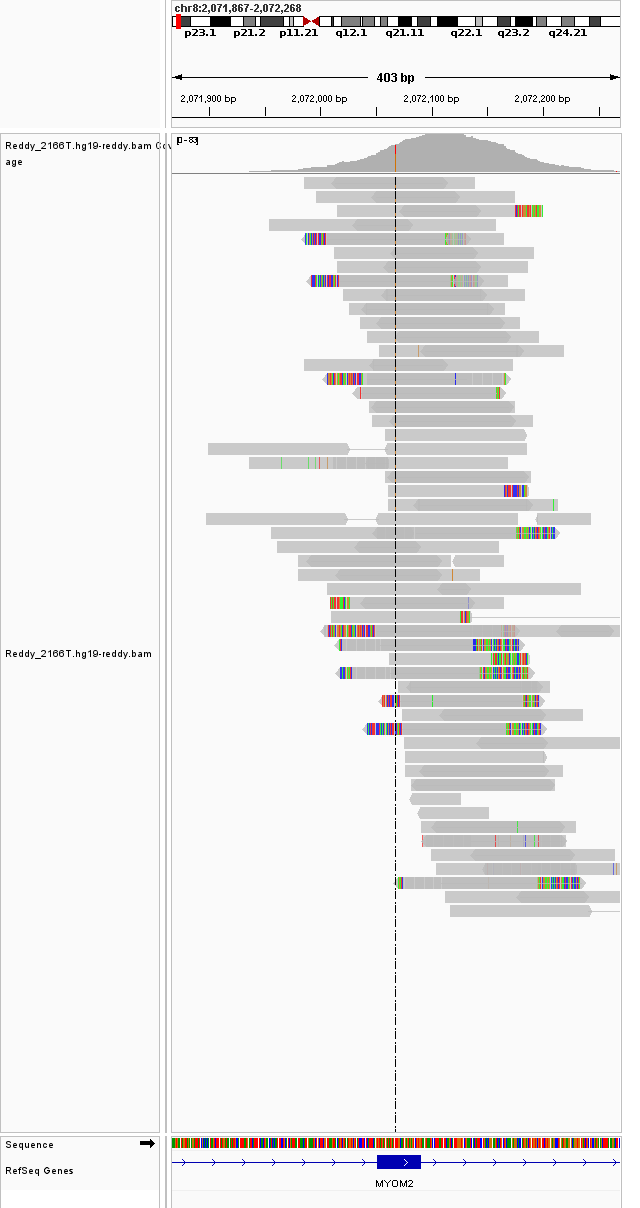 chr8:2,071,867-2,072,268
p23.1 p21.2 p11.21 q12.1 q21.11 q22.1 q23.2 q24.21
403 bp
2,071,900 bp 2,072,000 bp 2,072,100 bp 2,072,200 bp
[0-83]
Reddy_2166T.hg19-reddy.bam
age
Reddy_2166T.hg19-reddy.bam
Sequence
RefSeq Genes
MYOM2